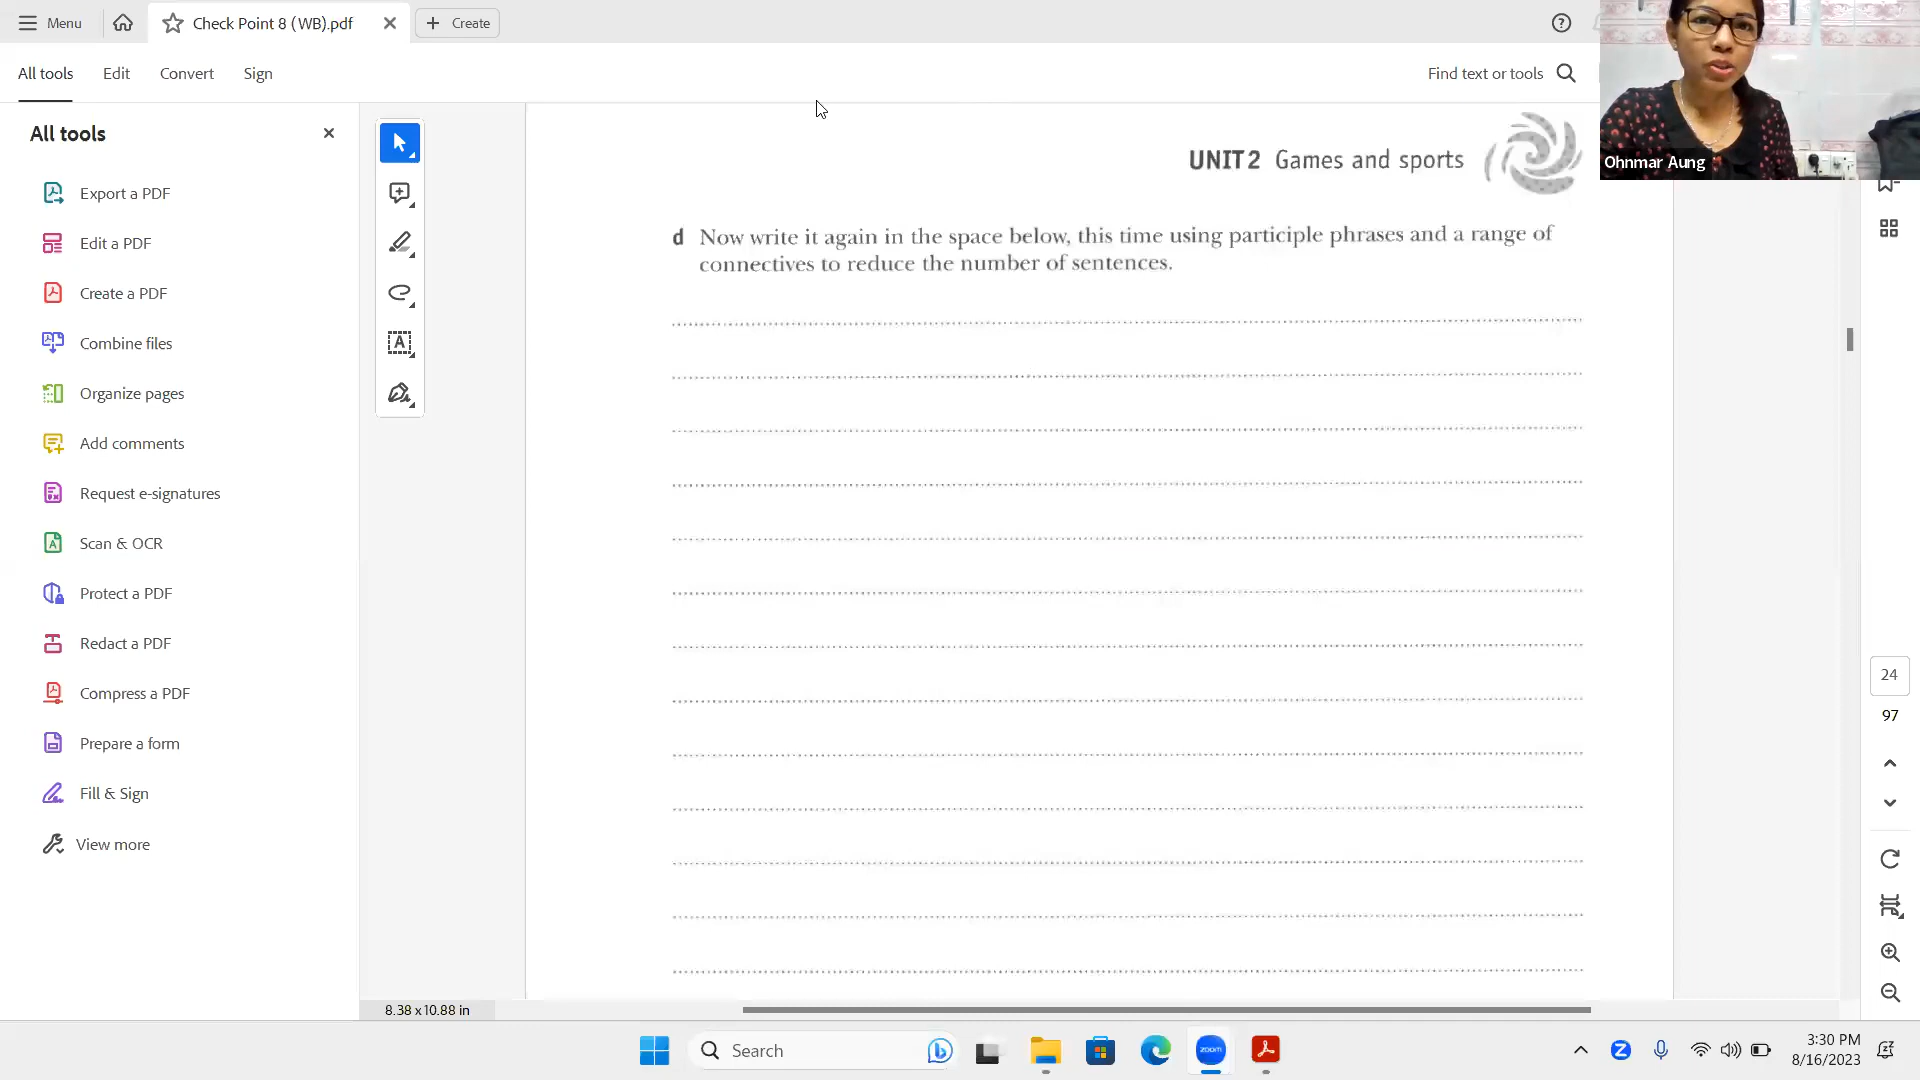 Menu
Check Point 8 (WB).pdf
Create
All tools
Edit
Convert
Sign
Find text or tools
Ohnmar Aung
All tools
Export a PDF
Edit a PDF
Create a PDF
Combine files
Organize pages
Add comments
Request e-signatures
Scan & OCR
Protect a PDF
Redact a PDF
Compress a PDF
Prepare a form
Fill & Sign
View more
UNIT 2 Games and sports
d Now write it again in the space below, this time using participle phrases and a range of
connectives to reduce the number of sentences.
24
97
8.38 x 10.88 in
Search
zoom
3:30 PM
8/16/2023